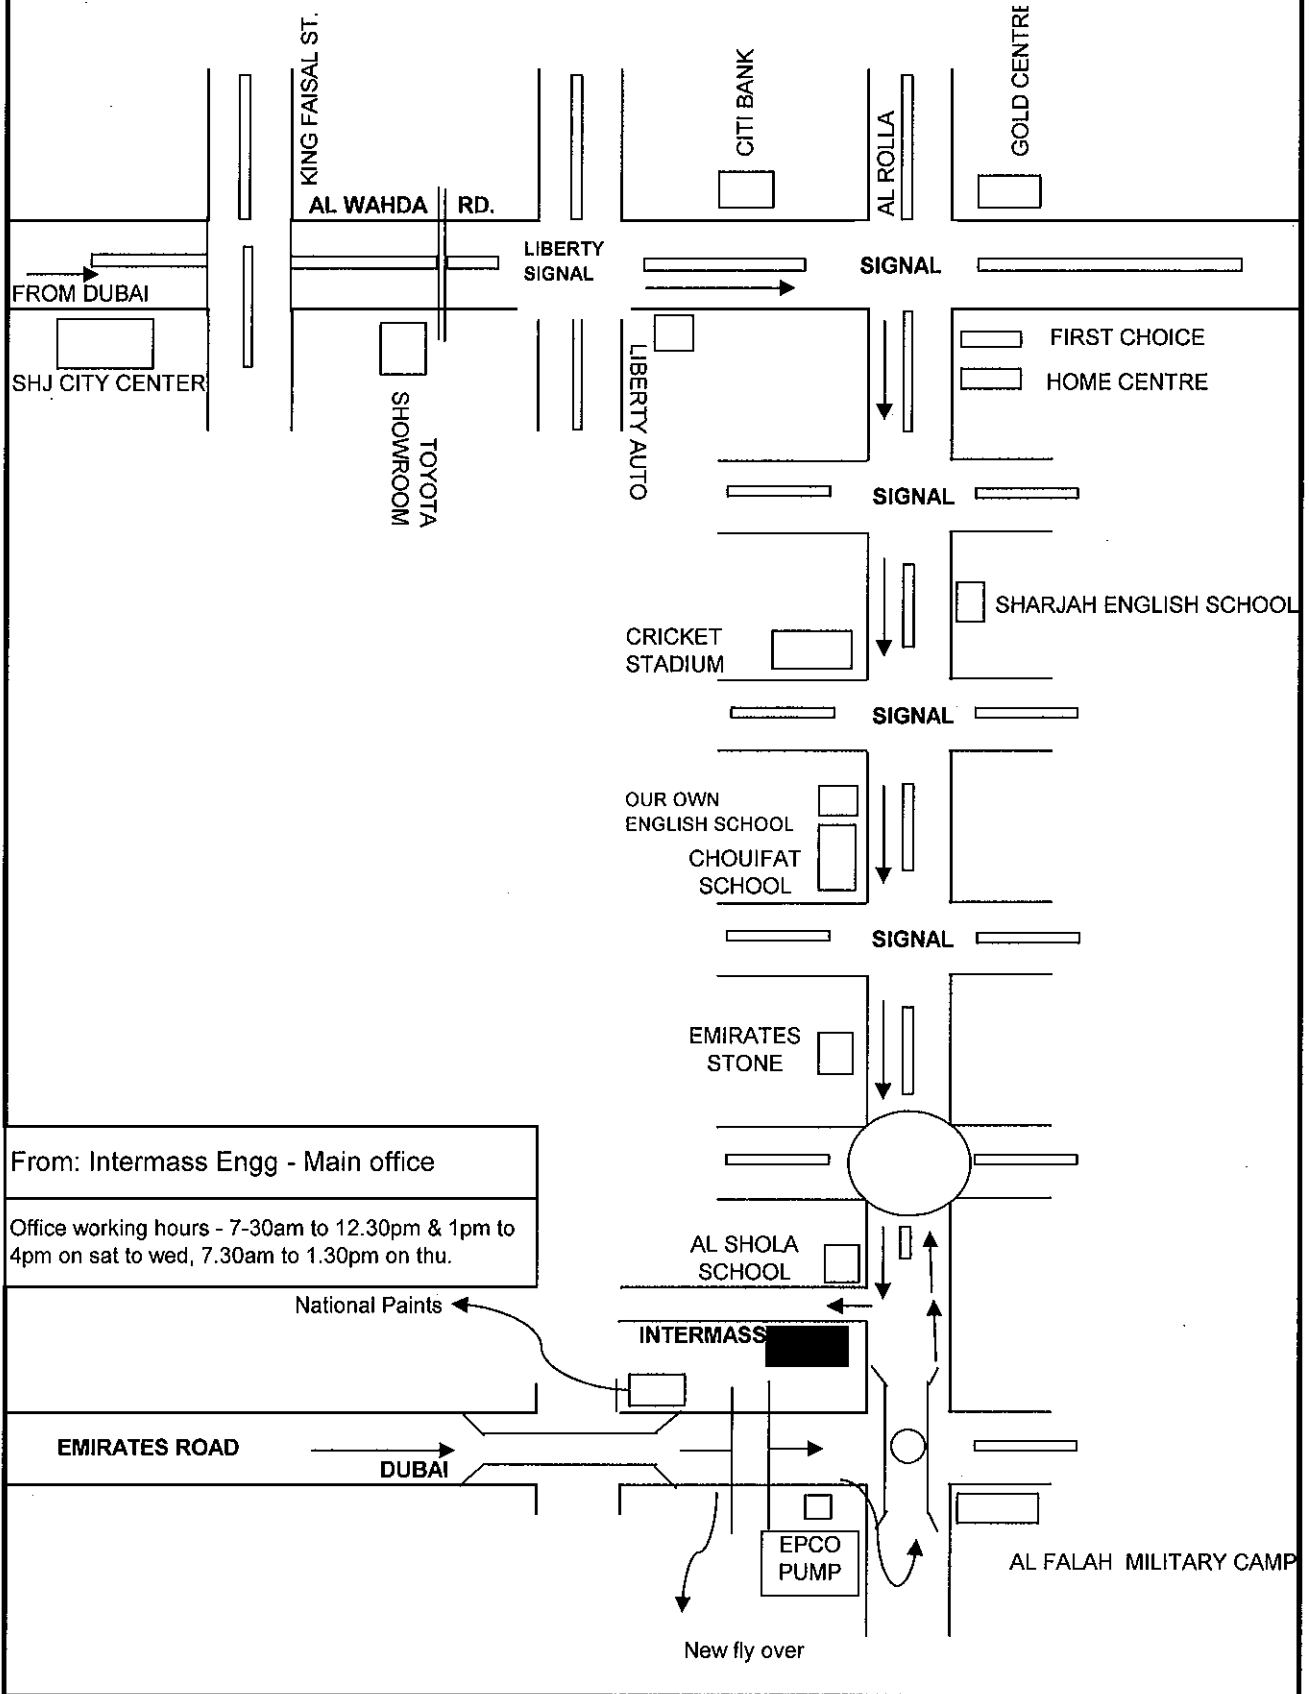 KING FAISAL ST.
CITI BANK
AL ROLLA
GOLD CENTRE
AL WAHDA RD.
LIBERTY
SIGNAL
SIGNAL
FROM DUBAI
SHJ CITY CENTER
TOYOTA
SHOWROOM
LIBERTY AUTO
FIRST CHOICE
HOME CENTRE
SIGNAL
SHARJAH ENGLISH SCHOOL
CRICKET
STADIUM
SIGNAL
OUR OWN
ENGLISH SCHOOL
CHOUIFAT
SCHOOL
SIGNAL
EMIRATES
STONE
From: Intermass Engg - Main office
Office working hours - 7-30am to 12.30pm & 1pm to
4pm on sat to wed, 7.30am to 1.30pm on thu.
AL SHOLA
SCHOOL
National Paints
INTERMASS
EMIRATES ROAD
DUBAI
EPCO
PUMP
AL FALAH MILITARY CAMP
New fly over